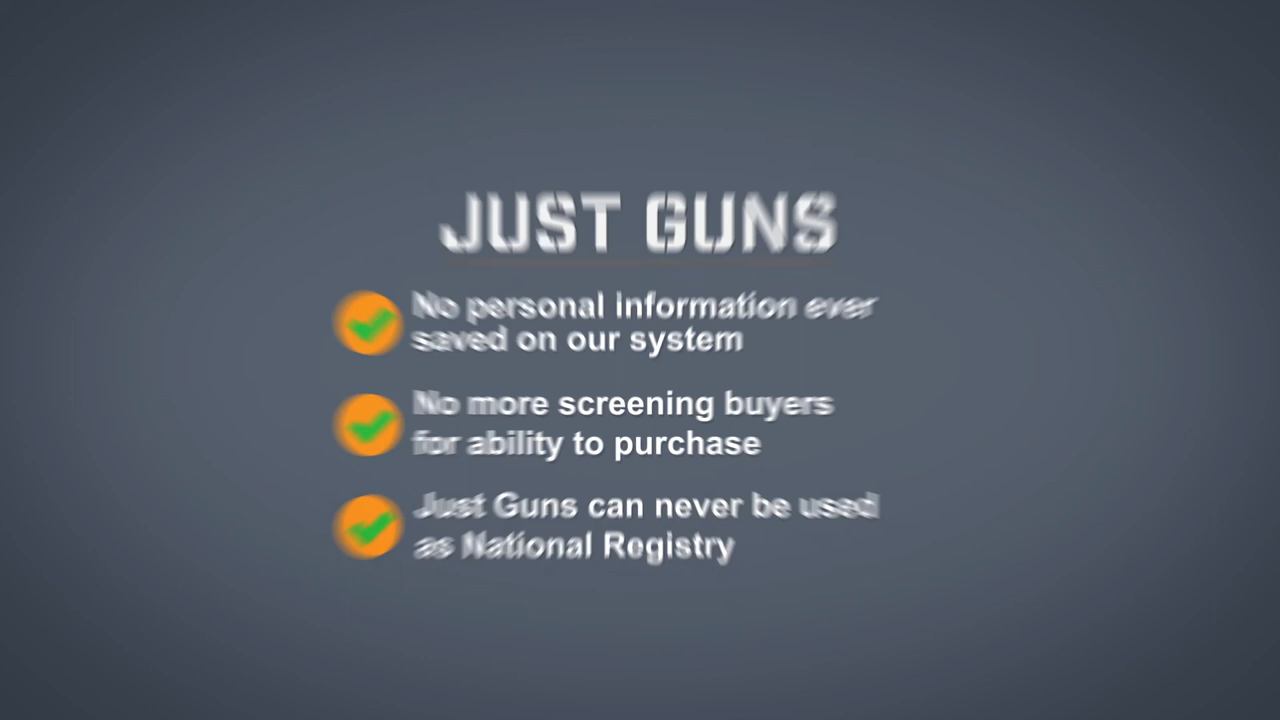 JUST GUNS
No personal information ever
saved on our system
No more screening buyers
for ability to purchase
Just Guns can never be used
as National Registry